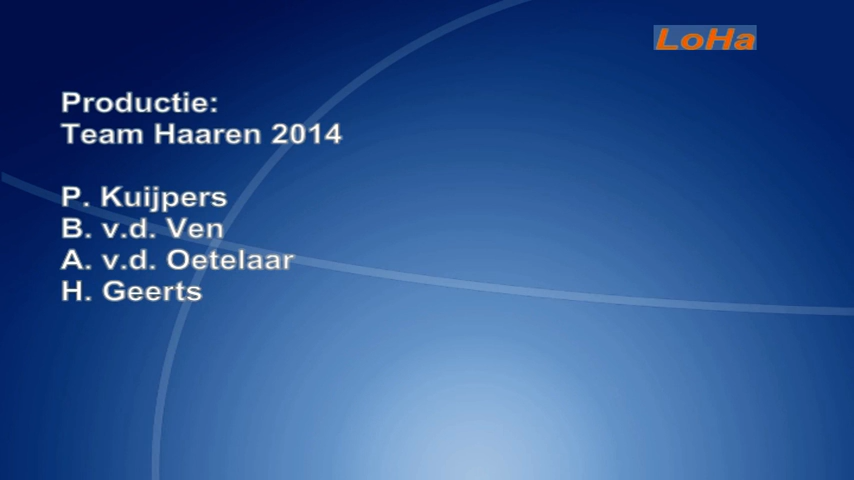 LoHa
Productie:
Team Haaren 2014
P. Kuijpers
B. v.d. Ven
A. v.d. Oetelaar
H. Geerts